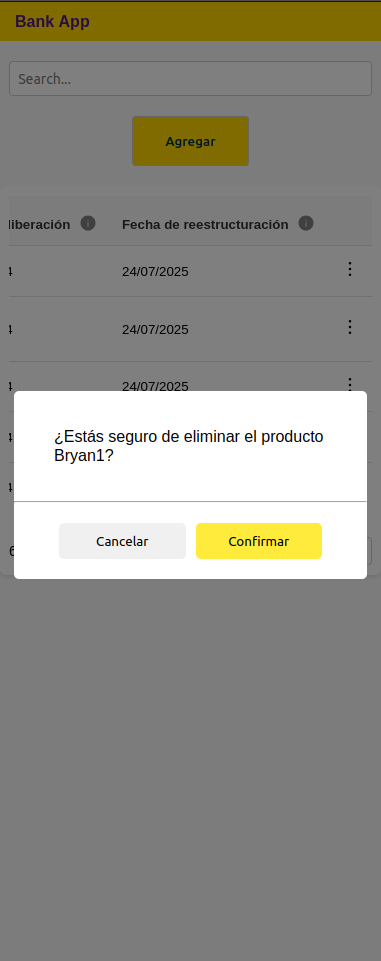 Bank App
Search...
Agregar
liberación Fecha de reestructuración
4 24/07/2025
4 24/07/2025
4 24/07/2025
¿Estás seguro de eliminar el producto
Bryan1?
4
4
Cancelar Confirmar
6